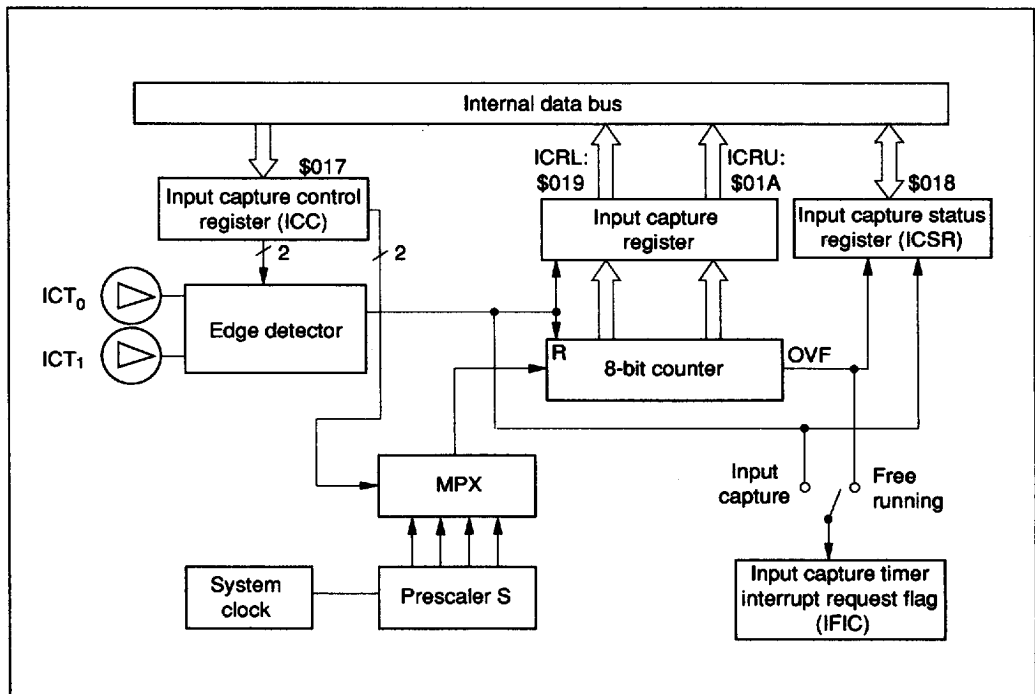 Internal data bus
$017
Input capture control
register (ICC)
2
2
ICRL:
$019
ICRU:
$01A
Input capture
register
$018
Input capture status
register (ICSR)
ICT0
ICT1
Edge detector
R
8-bit counter
OVF
MPX
Input
capture
Free
running
System
clock
Prescaler S
Input capture timer
interrupt request flag
(IFIC)